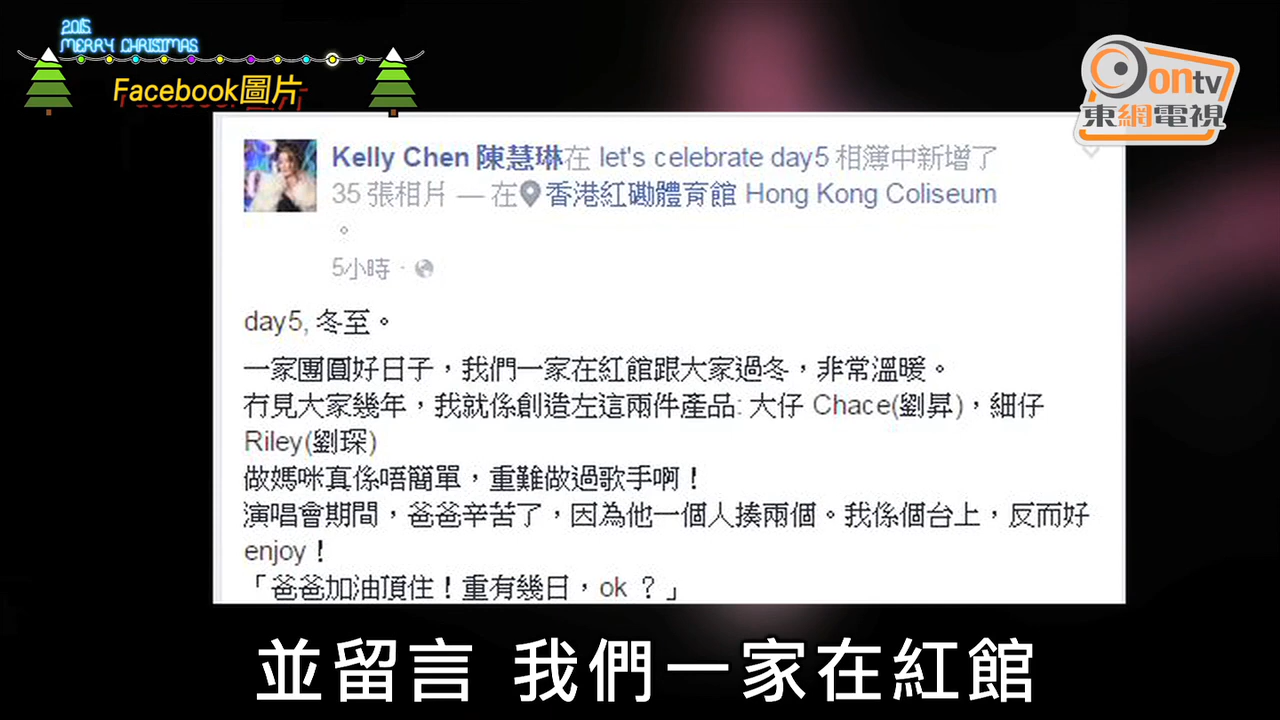 2015
MERRY CHRISTMAS
Facebook圖片
ontv
東網電視
Kelly Chen 陳慧琳在 let's celebrate day5 相簿中新增了
35 張相片 — 在香港紅磡體育館 Hong Kong Coliseum
。
5小時 ·
day5, 冬至。
一家團圓好日子，我們一家在紅館跟大家過冬，非常溫暖。
冇見大家幾年，我就係創造左這兩件產品: 大仔 Chace(劉昇)，細仔
Riley(劉琛)
做媽咪真係唔簡單，重難做過歌手啊！
演唱會期間，爸爸辛苦了，因為他一個人揍兩個。我係個台上，反而好
enjoy！
「爸爸加油頂住！重有幾日，ok ？」
並留言 我們一家在紅館